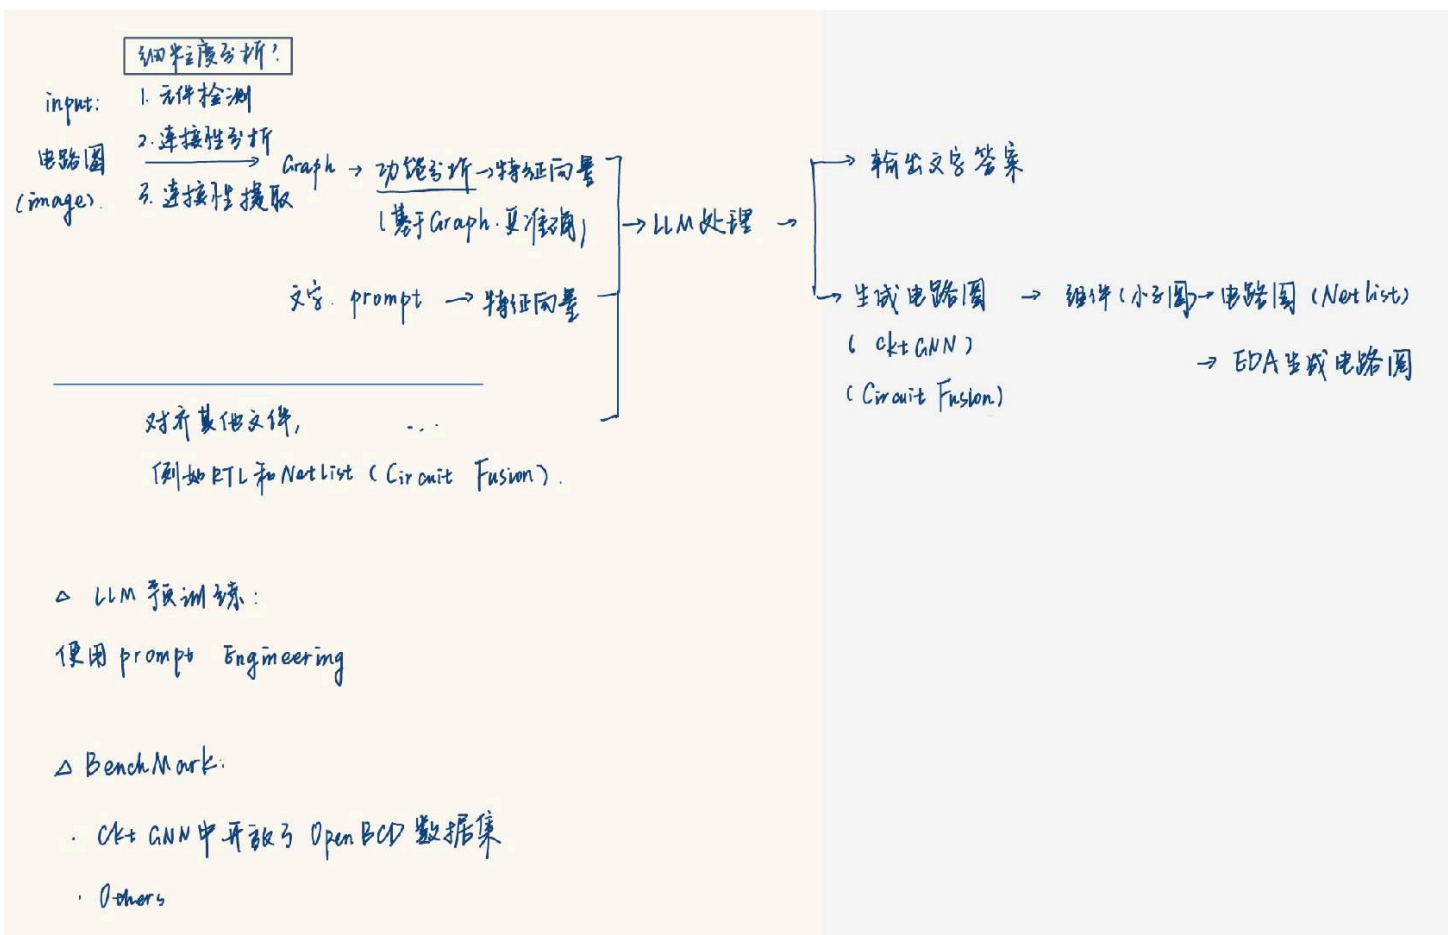 细粒度分析?
input:
1. 元件检测
电路图
2. 连接性分析
(image).
3. 连接性提取
Graph → 功能分析 → 特征向量
(基于Graph. 更准确)
文字. prompt → 特征向量
→ LLM处理 →
→ 输出文字答案
→ 生成电路图 → 组件(小子图) → 电路图 (Netlist)
( Ckt GNN )
(Circuit Fusion)
→ EDA生成电路图
对齐其他文件, ...
例如RTL和Netlist (Circuit Fusion).
△ LLM 预训练:
使用 prompt Engineering
△ BenchMark:
· Ckt GNN中开放了 Open BCD 数据集
· Others